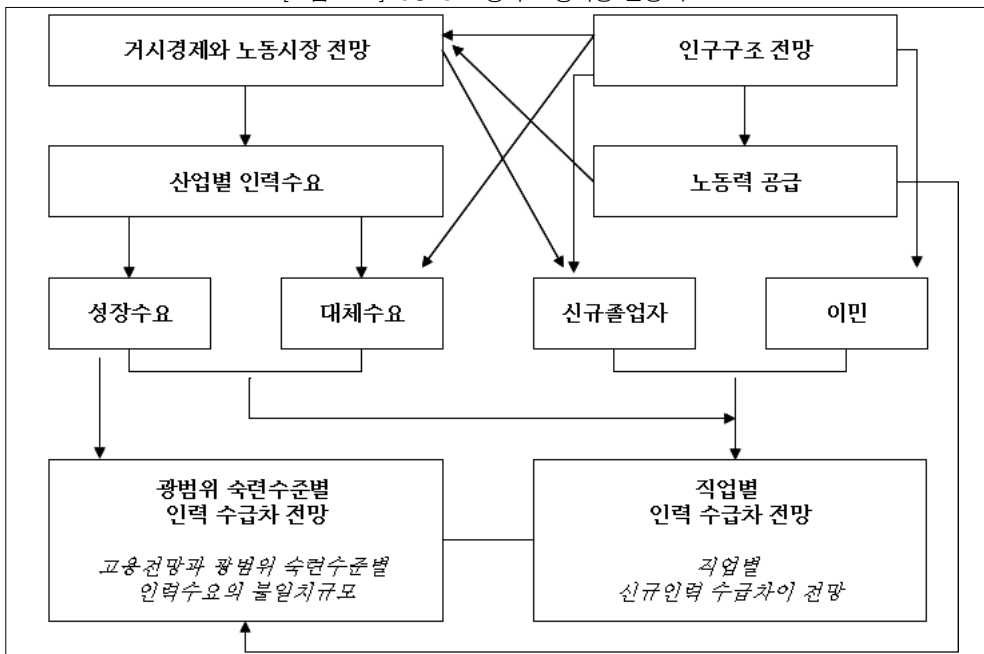 거시경제와 노동시장 전망
인구구조 전망
산업별 인력수요
노동력 공급
성장수요
대체수요
신규졸업자
이민
광범위 숙련수준별
인력 수급차 전망
고용전망과 광범위 숙련수준별
인력수요의 불일치규모
직업별
인력 수급차 전망
직업별
신규인력 수급차이 전망